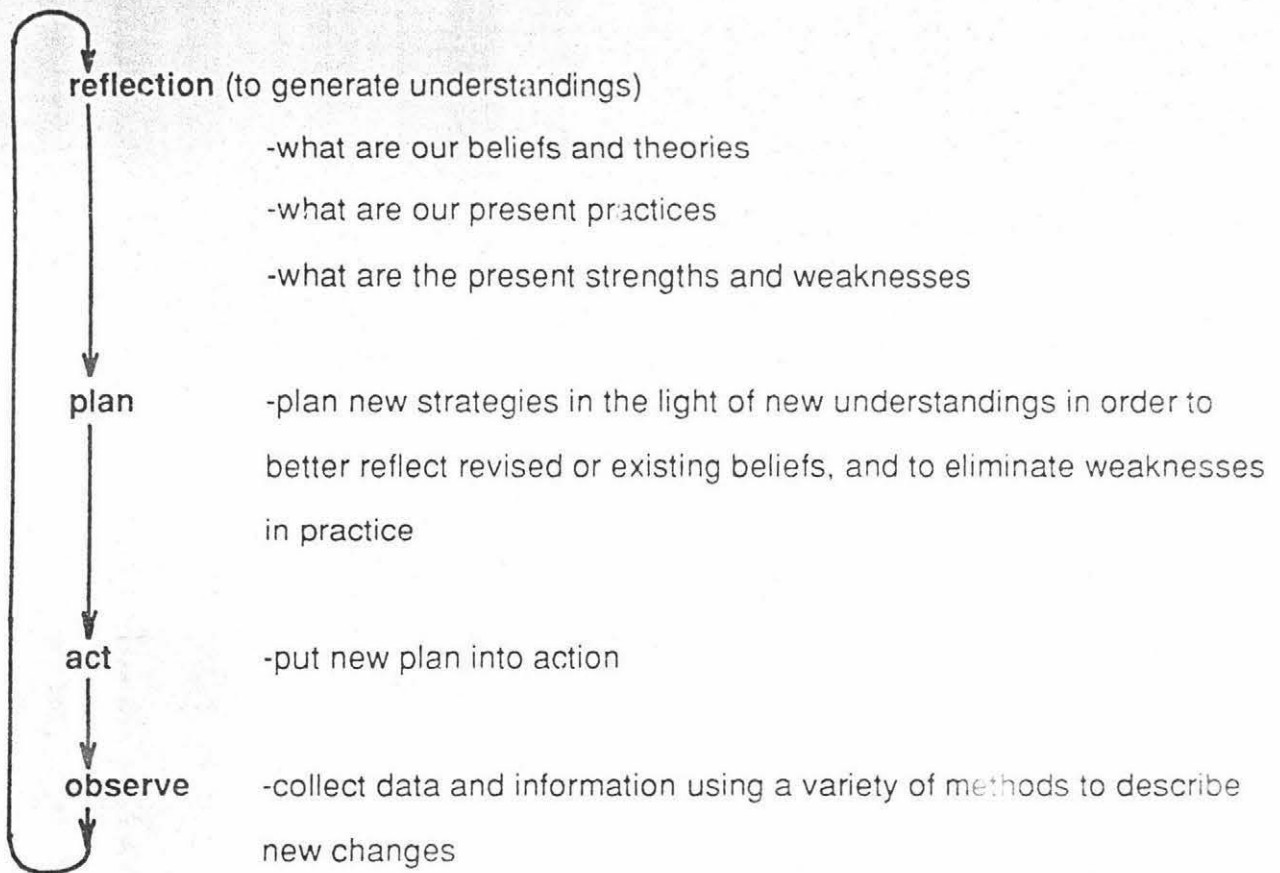 reflection (to generate understandings)
-what are our beliefs and theories
-what are our present practices
-what are the present strengths and weaknesses
plan -plan new strategies in the light of new understandings in order to
better reflect revised or existing beliefs, and to eliminate weaknesses
in practice
act -put new plan into action
observe -collect data and information using a variety of methods to describe
new changes